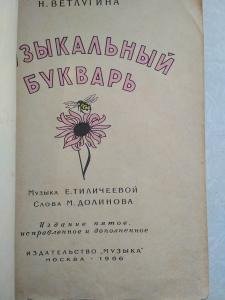 Н. ВЕТЛУГИНА
ЗЫКАЛЬНЫЙ
БУКВАРЬ
МУЗЫКА Е. ТИЛИЧЕЕВОЙ
СЛОВА М. ДОЛИНОВА
Издание пятое,
исправленное и дополненное
ИЗДАТЕЛЬСТВО „МУЗЫКА"
МОСКВА - 1966